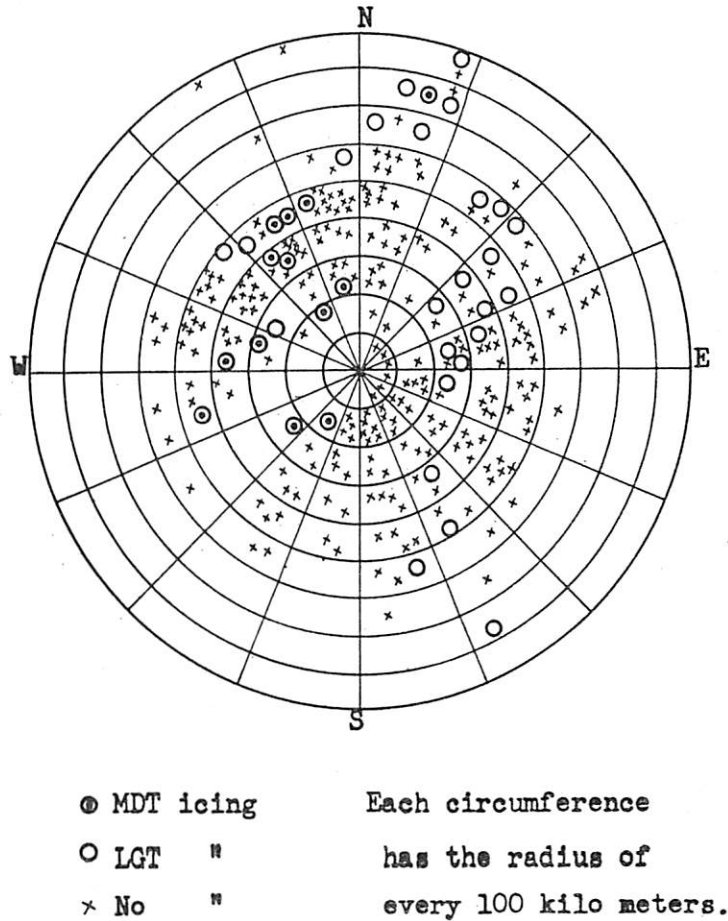 N
W
E
S
MDT icing
LGT "
No "
Each circumference
has the radius of
every 100 kilo meters.